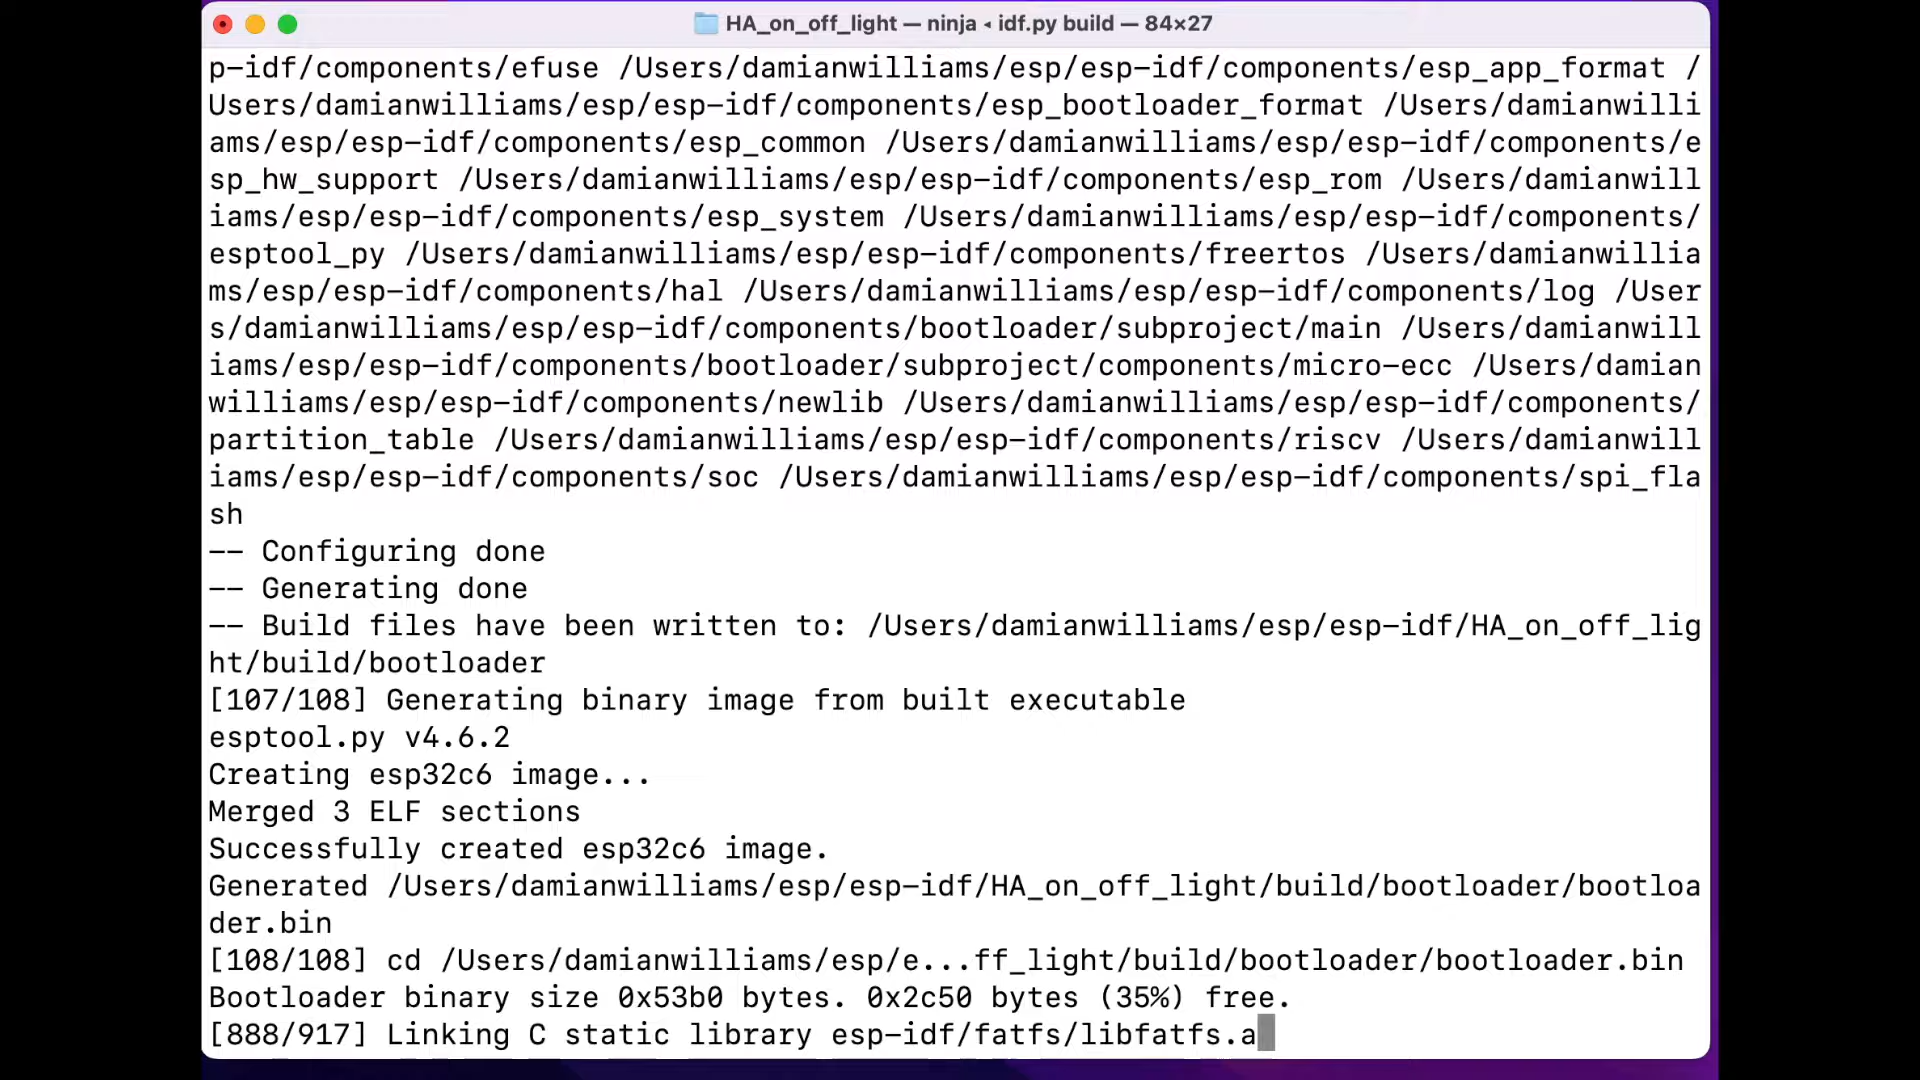 HA_on_off_light — ninja ◂ idf.py build — 84×27
p-idf/components/efuse /Users/damianwilliams/esp/esp-idf/components/esp_app_format /
Users/damianwilliams/esp/esp-idf/components/esp_bootloader_format /Users/damianwilli
ams/esp/esp-idf/components/esp_common /Users/damianwilliams/esp/esp-idf/components/e
sp_hw_support /Users/damianwilliams/esp/esp-idf/components/esp_rom /Users/damianwill
iams/esp/esp-idf/components/esp_system /Users/damianwilliams/esp/esp-idf/components/
esptool_py /Users/damianwilliams/esp/esp-idf/components/freertos /Users/damianwillia
ms/esp/esp-idf/components/hal /Users/damianwilliams/esp/esp-idf/components/log /User
s/damianwilliams/esp/esp-idf/components/bootloader/subproject/main /Users/damianwill
iams/esp/esp-idf/components/bootloader/subproject/components/micro-ecc /Users/damian
williams/esp/esp-idf/components/newlib /Users/damianwilliams/esp/esp-idf/components/
partition_table /Users/damianwilliams/esp/esp-idf/components/riscv /Users/damianwill
iams/esp/esp-idf/components/soc /Users/damianwilliams/esp/esp-idf/components/spi_fla
sh
-- Configuring done
-- Generating done
-- Build files have been written to: /Users/damianwilliams/esp/esp-idf/HA_on_off_lig
ht/build/bootloader
[107/108] Generating binary image from built executable
esptool.py v4.6.2
Creating esp32c6 image...
Merged 3 ELF sections
Successfully created esp32c6 image.
Generated /Users/damianwilliams/esp/esp-idf/HA_on_off_light/build/bootloader/bootloa
der.bin
[108/108] cd /Users/damianwilliams/esp/e...ff_light/build/bootloader/bootloader.bin
Bootloader binary size 0x53b0 bytes. 0x2c50 bytes (35%) free.
[888/917] Linking C static library esp-idf/fatfs/libfatfs.a